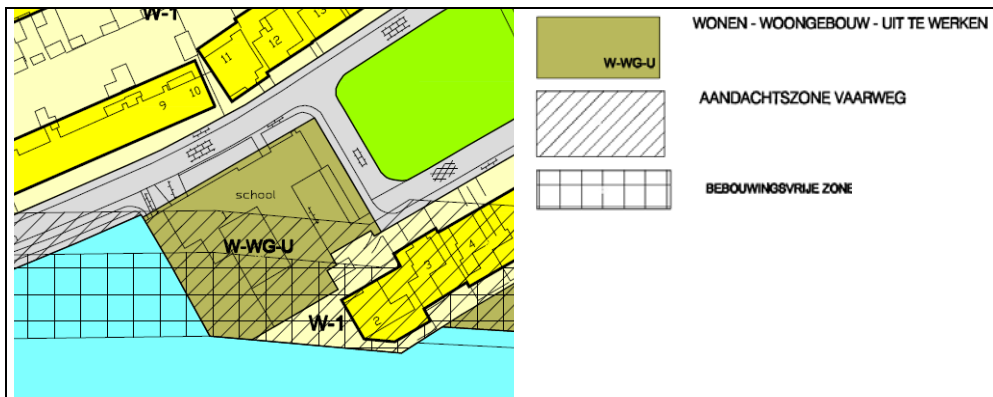 W-1
13
12
11
10
9
school
W-WG-U
4
3
2
W-1
WONEN - WOONGEBOUW - UIT TE WERKEN
W-WG-U
AANDACHTSZONE VAARWEG
BEBOUWINGSVRIJE ZONE